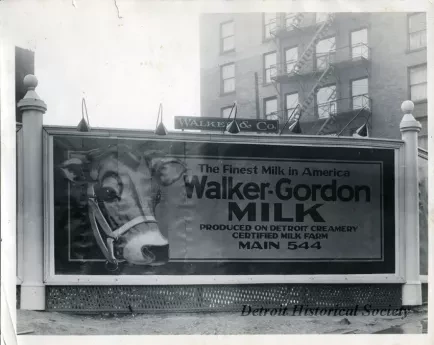 WALKER & CO.
The Finest Milk in America
Walker-Gordon
MILK
PRODUCED ON DETROIT CREAMERY
CERTIFIED MILK FARM
MAIN 544
Detroit Historical Society